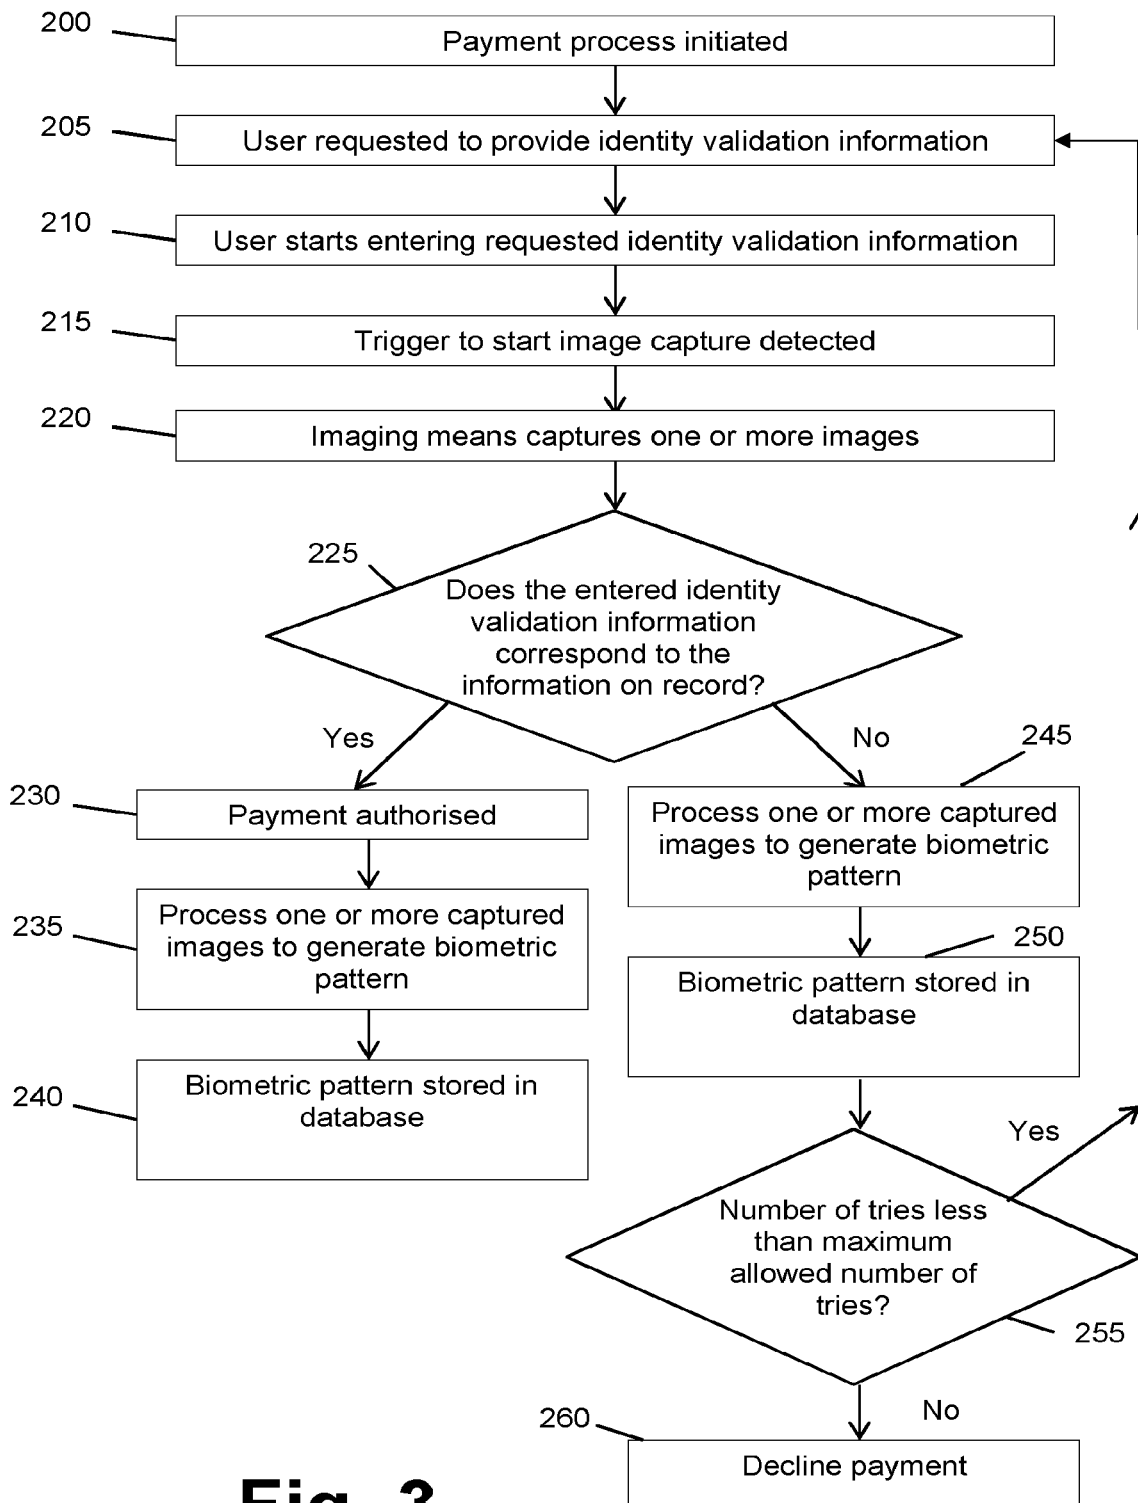 200
Payment process initiated
205
User requested to provide identity validation information
210
User starts entering requested identity validation information
215
Trigger to start image capture detected
220
Imaging means captures one or more images
225
Does the entered identity
validation information
correspond to the
information on record?
Yes
No
245
230
Payment authorised
Process one or more captured
images to generate biometric
pattern
235
Process one or more captured
images to generate biometric
pattern
250
Biometric pattern stored in
database
240
Biometric pattern stored in
database
Yes
Number of tries less
than maximum
allowed number of
tries?
255
No
260
Decline payment
Fig. 3